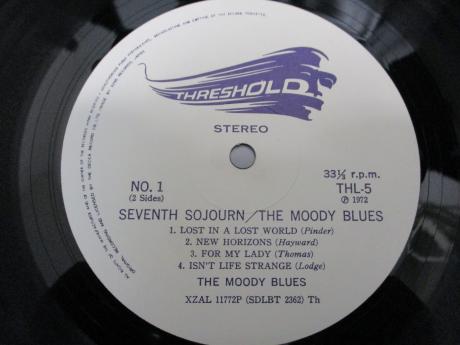 THRESHOLD
STEREO
NO. 1
(2 Sides)
33⅓ r.p.m.
THL-5
Ⓟ 1972
SEVENTH SOJOURN/THE MOODY BLUES
1. LOST IN A LOST WORLD (Pinder)
2. NEW HORIZONS (Hayward)
3. FOR MY LADY (Thomas)
4. ISN'T LIFE STRANGE (Lodge)
THE MOODY BLUES
XZAL 11772P (SDLBT 2362) Th